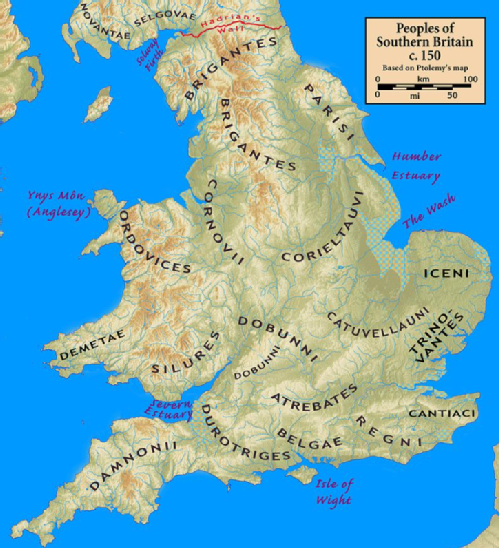 Peoples of
Southern Britain
c. 150
Based on Ptolemy's map
0 km 100
0 mi 50
NOVANTAE
SELGOVAE
Hadrian's
Wall
Solway
Firth
BRIGANTES
BRIGANTES
PARISI
Humber
Estuary
Ynys Môn
(Anglesey)
The Wash
ORDOVICES
CORNOVII
CORIELTAUVI
ICENI
CATUVELLAUNI
TRINO-
VANTES
DEMETAE
SILURES
DOBUNNI
DOBUNNI
ATREBATES
CANTIACI
Severn
Estuary
DUROTRIGES
BELGAE
REGNI
DAMNONII
Isle of
Wight